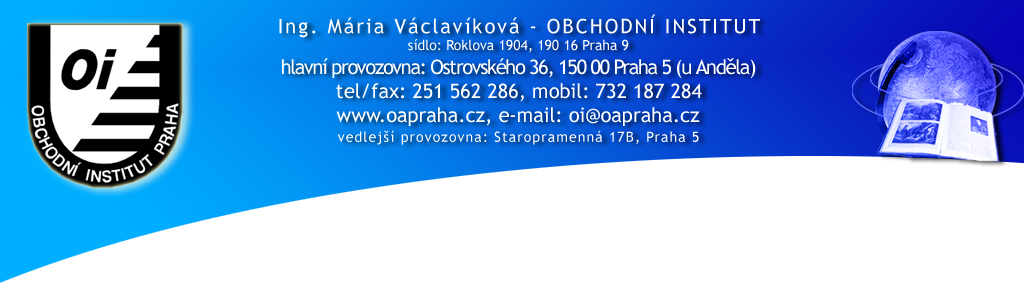 Oi
OBCHODNÍ INSTITUT PRAHA
Ing. Mária Václavíková - OBCHODNÍ INSTITUT
sídlo: Roklova 1904, 190 16 Praha 9
hlavní provozovna: Ostrovského 36, 150 00 Praha 5 (u Anděla)
tel/fax: 251 562 286, mobil: 732 187 284
www.oapraha.cz, e-mail: oi@oapraha.cz
vedlejší provozovna: Staropramenná 17B, Praha 5